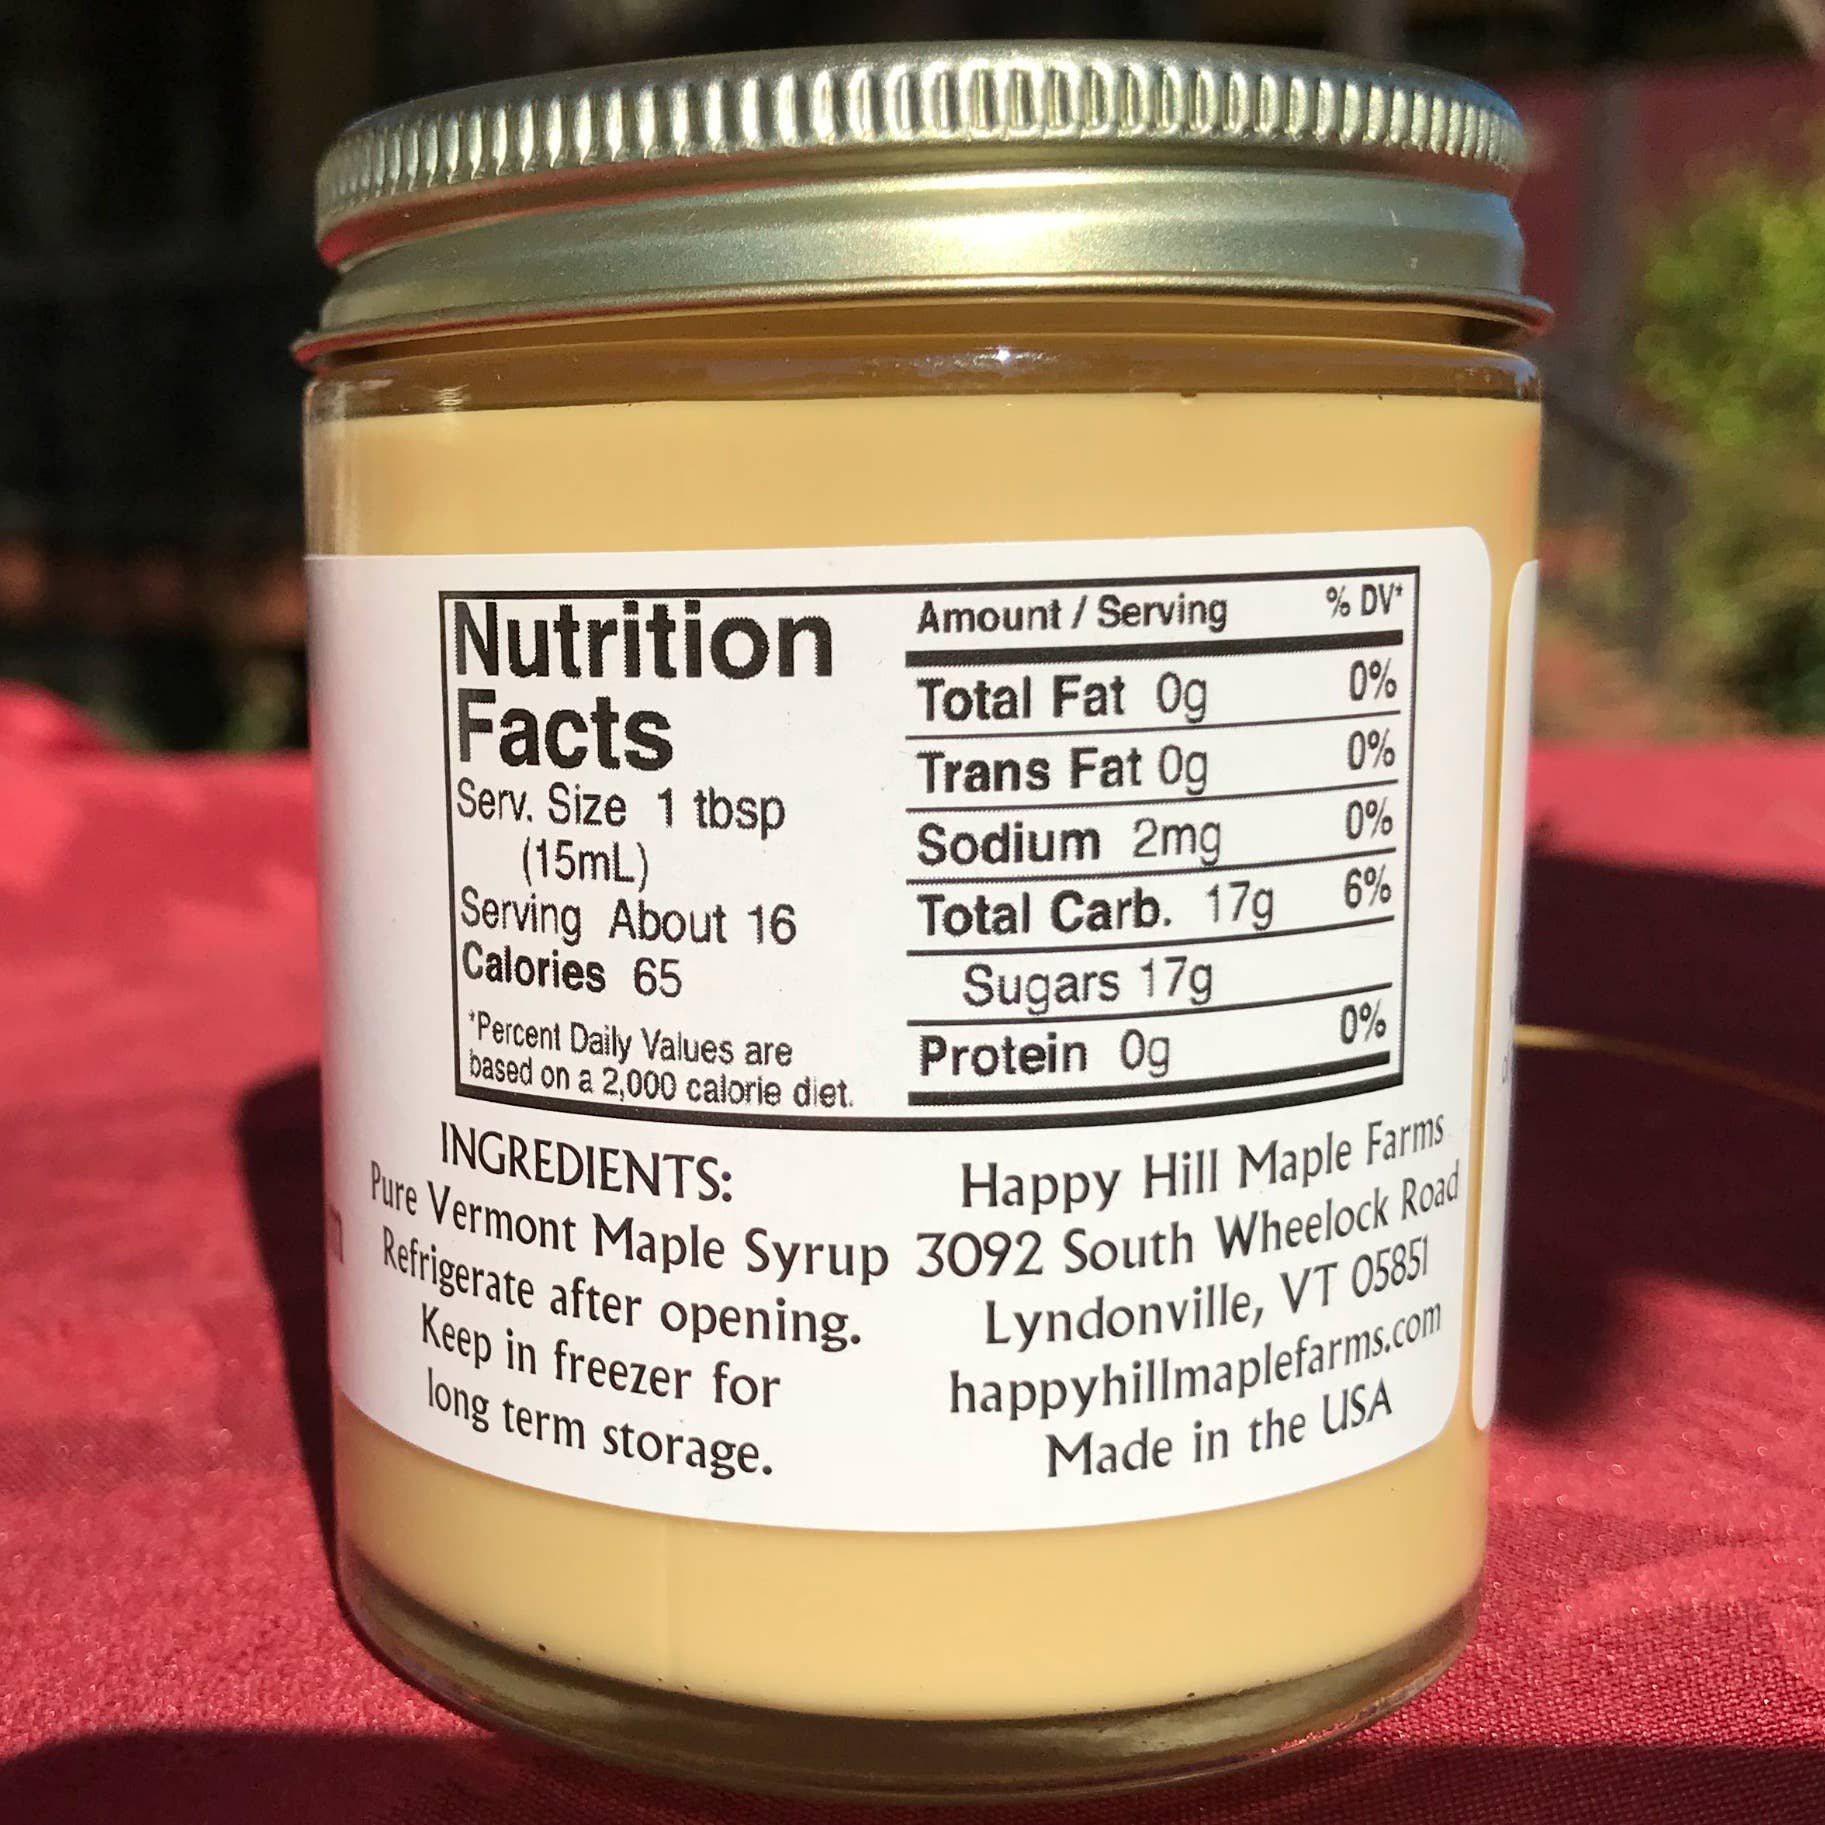 Nutrition
Facts
Serv. Size 1 tbsp
(15mL)
Serving About 16
Calories 65
*Percent Daily Values are
based on a 2,000 calorie diet.
Amount / Serving % DV*
Total Fat 0g 0%
Trans Fat 0g 0%
Sodium 2mg 0%
Total Carb. 17g 6%
Sugars 17g
Protein 0g 0%
INGREDIENTS:
Pure Vermont Maple Syrup
Refrigerate after opening.
Keep in freezer for
long term storage.
Happy Hill Maple Farms
3092 South Wheelock Road
Lyndonville, VT 05851
happyhillmaplefarms.com
Made in the USA